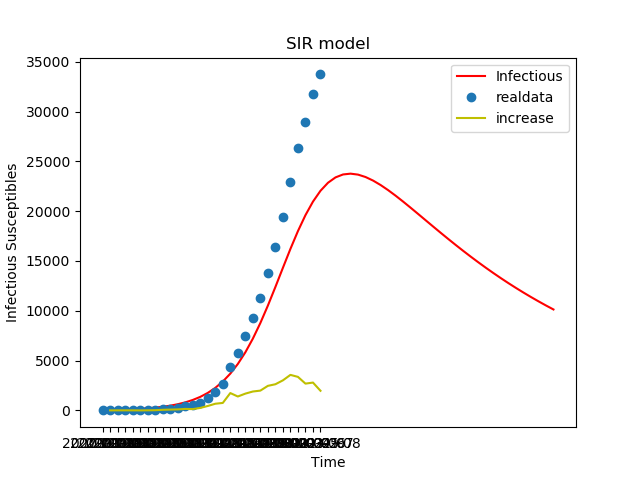 SIR model
Infectious
realdata
increase
35000
30000
25000
20000
15000
10000
5000
0
Infectious Susceptibles
Time